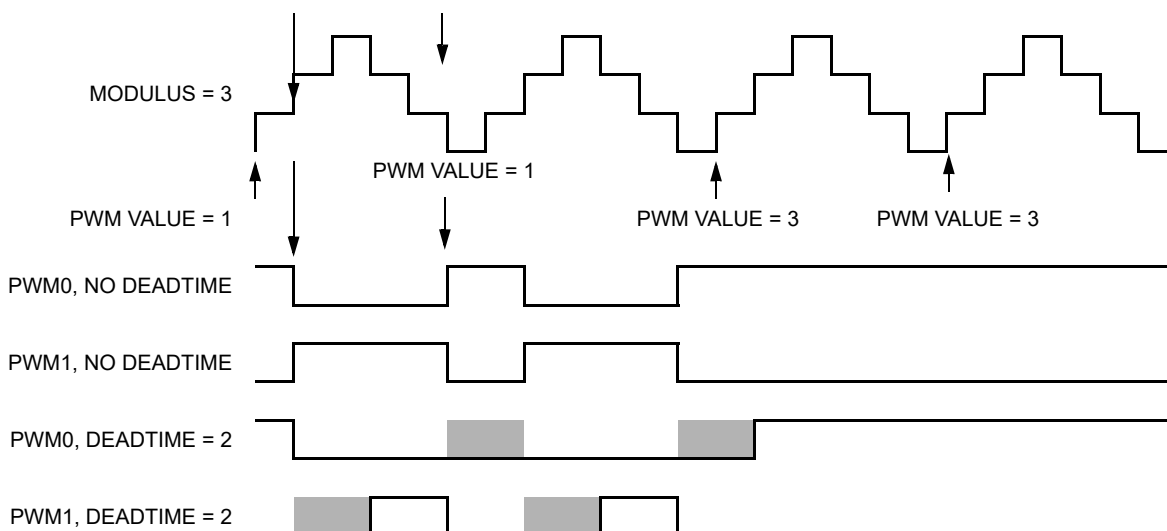 MODULUS = 3
PWM VALUE = 1
PWM VALUE = 1
PWM VALUE = 3
PWM VALUE = 3
PWM0, NO DEADTIME
PWM1, NO DEADTIME
PWM0, DEADTIME = 2
PWM1, DEADTIME = 2